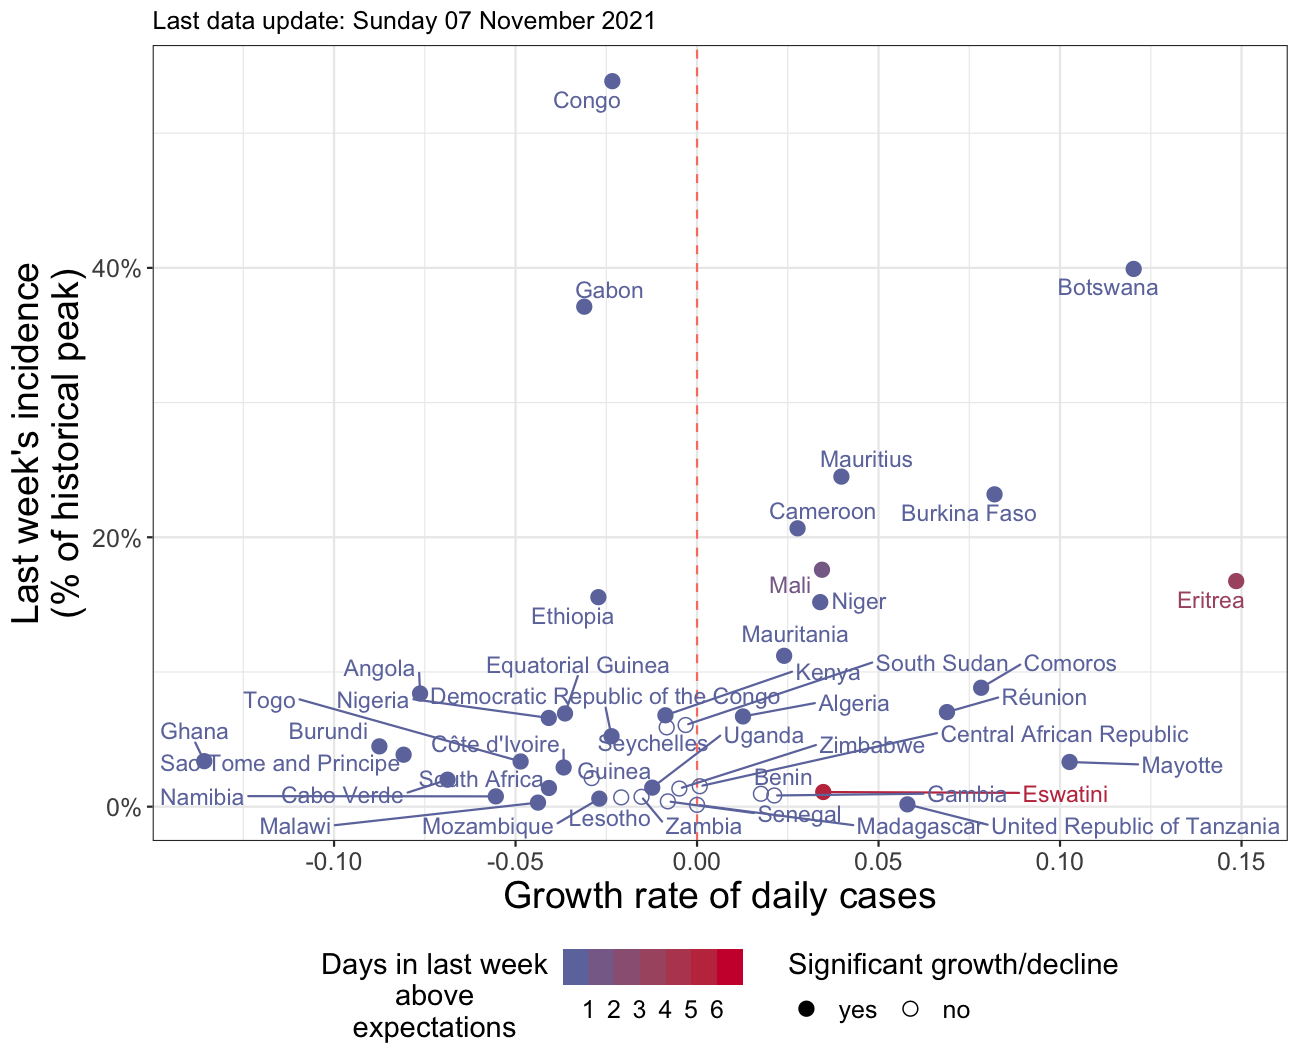 Last data update: Sunday 07 November 2021
Last week's incidence
(% of historical peak)
40%
20%
0%
Congo
Gabon
Botswana
Mauritius
Cameroon
Burkina Faso
Mali
Niger
Eritrea
Ethiopia
Mauritania
Angola
Equatorial Guinea
Kenya
South Sudan
Comoros
Togo
Nigeria
Democratic Republic of the Congo
Algeria
Réunion
Ghana
Burundi
Côte d'Ivoire
Seychelles
Uganda
Zimbabwe
Central African Republic
Sao Tome and Principe
South Africa
Guinea
Benin
Mayotte
Namibia
Cabo Verde
Gambia
Eswatini
Malawi
Mozambique
Lesotho
Zambia
Senegal
Madagascar
United Republic of Tanzania
-0.10
-0.05
0.00
0.05
0.10
0.15
Growth rate of daily cases
Days in last week
above
expectations
1 2 3 4 5 6
Significant growth/decline
yes
no